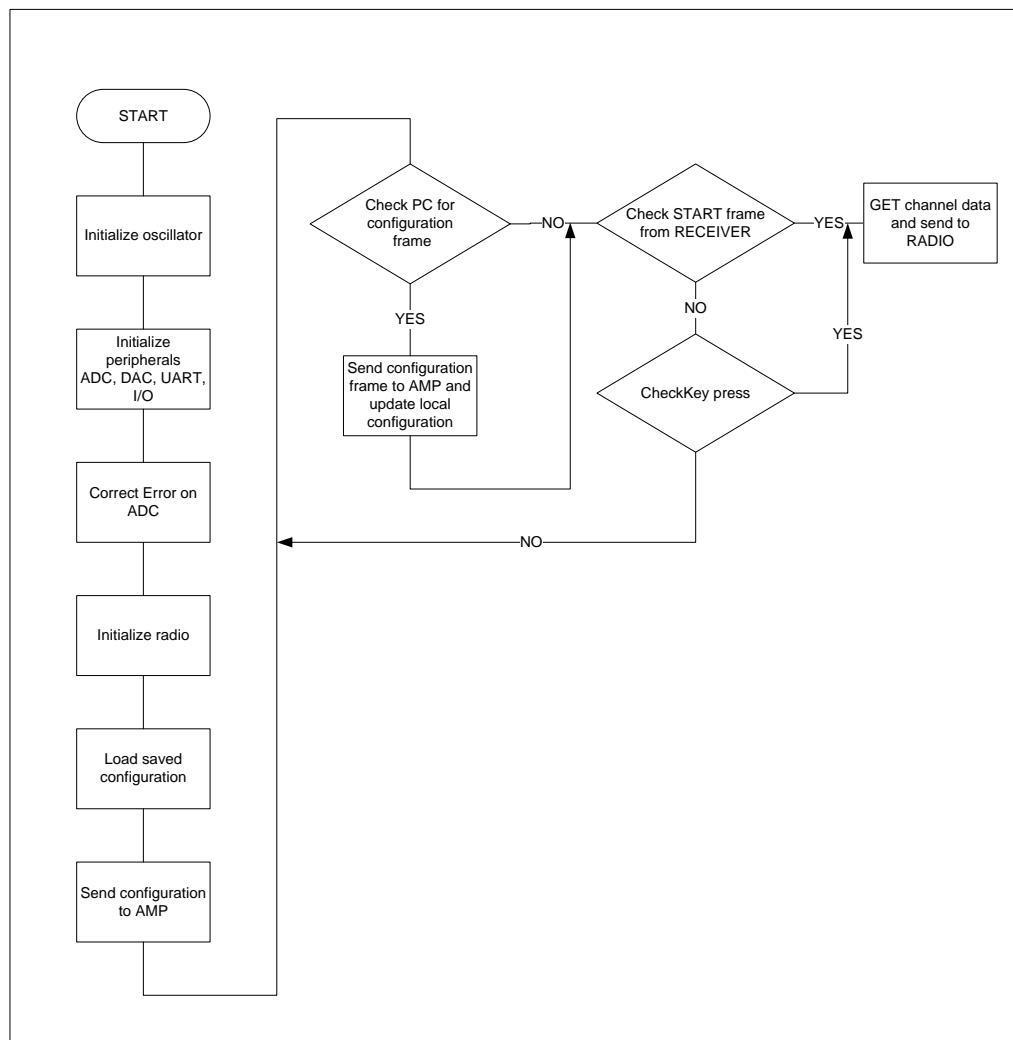 START
Initialize oscillator
Initialize
peripherals
ADC, DAC, UART,
I/O
Correct Error on
ADC
Initialize radio
Load saved
configuration
Send configuration
to AMP
Check PC for
configuration
frame
NO
YES
Send configuration
frame to AMP and
update local
configuration
Check START frame
from RECEIVER
YES
GET channel data
and send to
RADIO
NO
CheckKey press
YES
NO